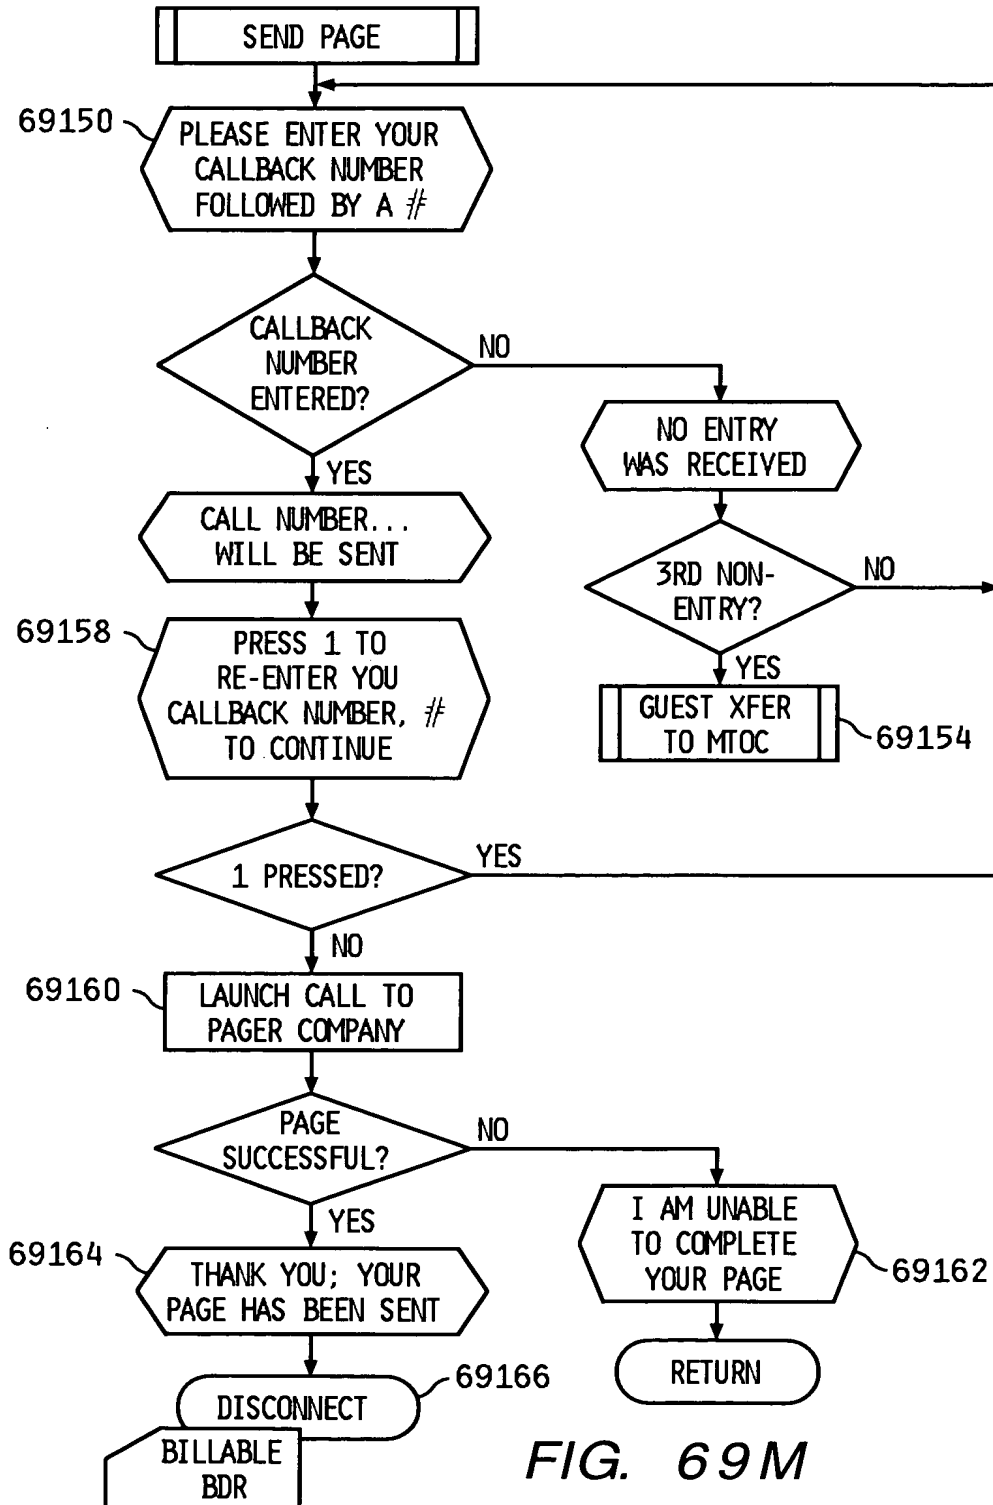 SEND PAGE
69150
PLEASE ENTER YOUR
CALLBACK NUMBER
FOLLOWED BY A #
CALLBACK
NUMBER
ENTERED?
NO
YES
NO ENTRY
WAS RECEIVED
CALL NUMBER...
WILL BE SENT
3RD NON-
ENTRY?
NO
YES
69158
PRESS 1 TO
RE-ENTER YOU
CALLBACK NUMBER, #
TO CONTINUE
GUEST XFER
TO MTOC
69154
1 PRESSED?
YES
NO
69160
LAUNCH CALL TO
PAGER COMPANY
PAGE
SUCCESSFUL?
NO
YES
I AM UNABLE
TO COMPLETE
YOUR PAGE
69162
69164
THANK YOU; YOUR
PAGE HAS BEEN SENT
RETURN
69166
DISCONNECT
BILLABLE
BDR
FIG. 69M